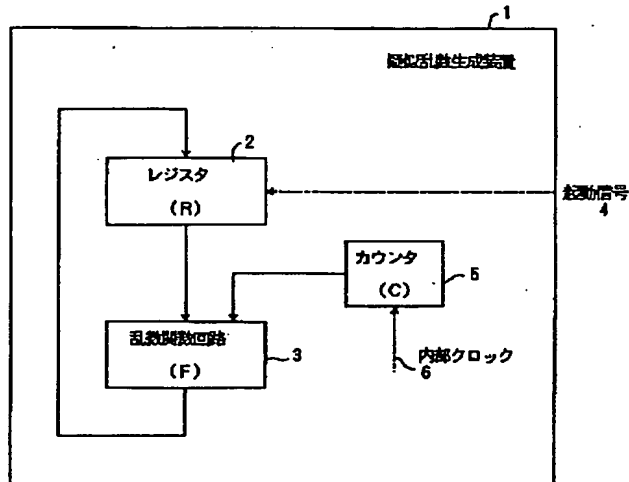 1
疑似乱数生成装置
2
レジスタ
(R)
起動信号
4
カウンタ
(C)
5
乱数関数回路
(F)
3
内部クロック
6